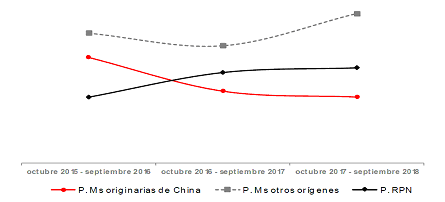 octubre 2015 - septiembre 2016 octubre 2016 - septiembre 2017 octubre 2017 - septiembre 2018
P. Ms originarias de China P. Ms otros orígenes P. RPN